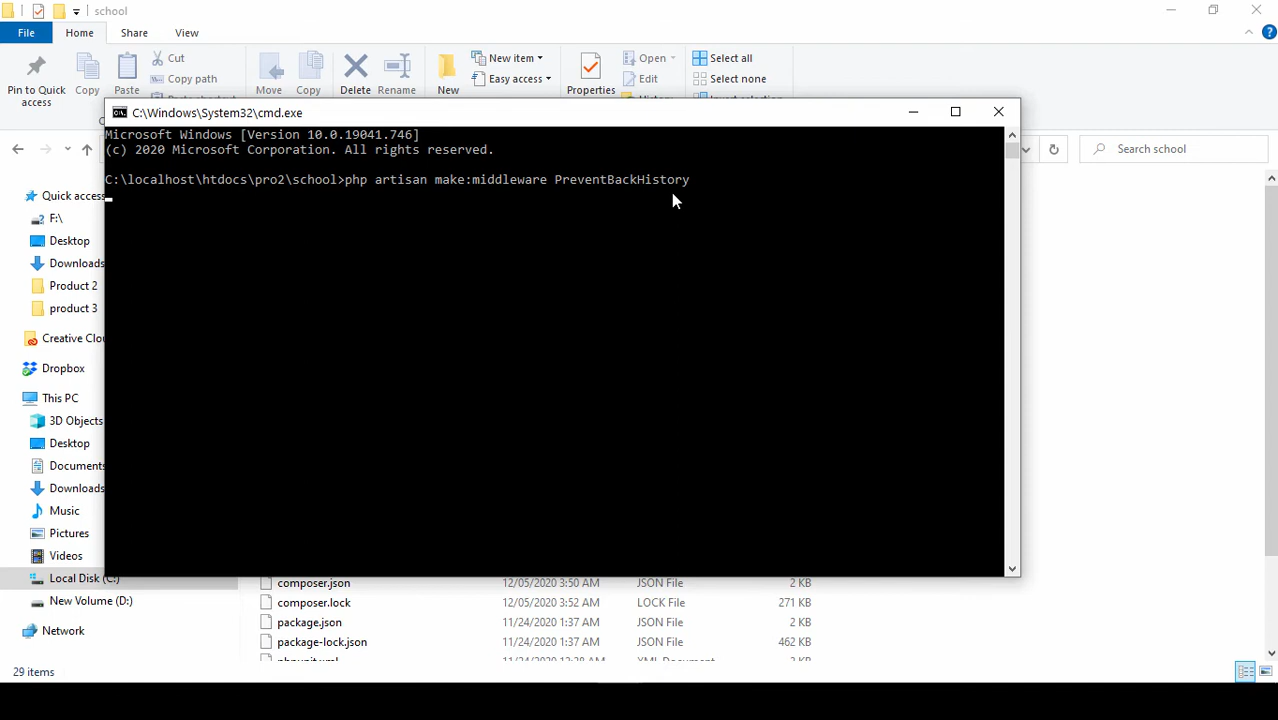 school
File
Home
Share
View
Pin to Quick
access
Copy
Paste
Cut
Copy path
Move
Copy
Delete
Rename
New
New item
Easy access
Properties
Open
Edit
History
Select all
Select none
Invert selection
C:\Windows\System32\cmd.exe
Microsoft Windows [Version 10.0.19041.746]
(c) 2020 Microsoft Corporation. All rights reserved.
C:\localhost\htdocs\pro2\school>php artisan make:middleware PreventBackHistory
Search school
Quick access
F:\
Desktop
Downloads
Product 2
product 3
Creative Clou
Dropbox
This PC
3D Objects
Desktop
Documents
Downloads
Music
Pictures
Videos
Local Disk (C:)
New Volume (D:)
Network
composer.json 12/05/2020 3:50 AM JSON File 2 KB
composer.lock 12/05/2020 3:52 AM LOCK File 271 KB
package.json 11/24/2020 1:37 AM JSON File 2 KB
package-lock.json 11/24/2020 1:37 AM JSON File 462 KB
29 items